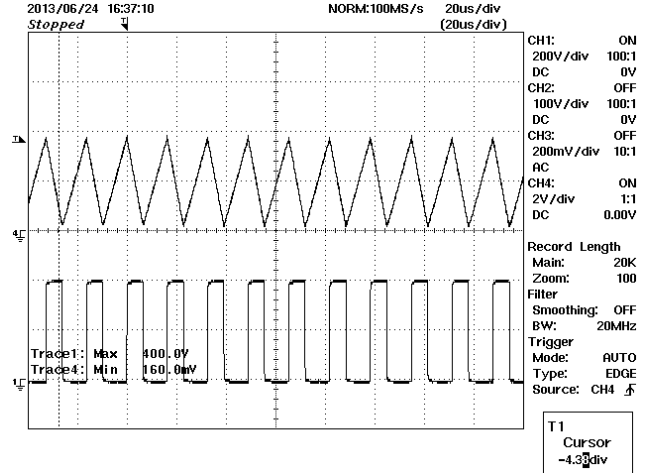 2013/06/24 16:37:10 NORM:100MS/s 20us/div
Stopped (20us/div)
CH1: ON
200V/div 100:1
DC 0V
CH2: OFF
100V/div 100:1
DC 0V
CH3: OFF
200mV/div 10:1
AC
CH4: ON
2V/div 1:1
DC 0.00V
Record Length
Main: 20K
Zoom: 100
Filter
Smoothing: OFF
BW: 20MHz
Trigger
Mode: AUTO
Type: EDGE
Source: CH4
Trace1: Max 400.0V
Trace4: Min 160.0mV
T1
Cursor